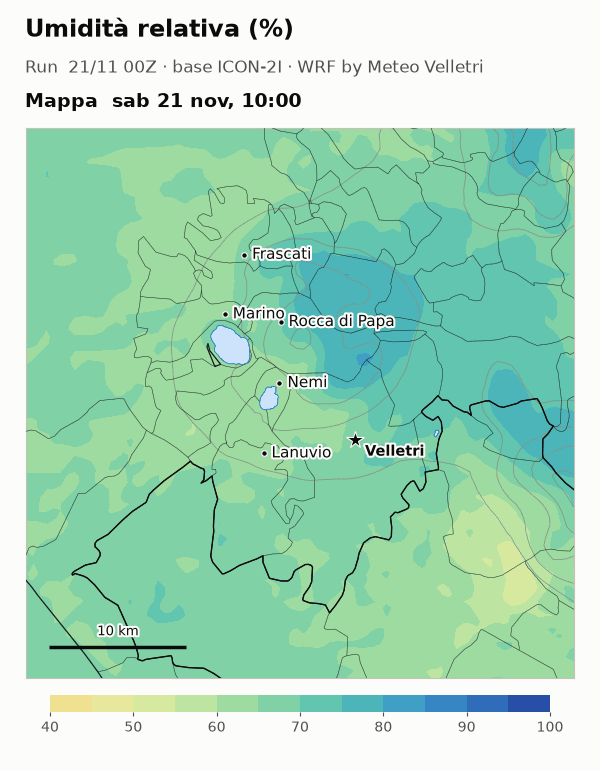 Umidità relativa (%)
Run  21/11 00Z · base ICON-2I · WRF by Meteo Velletri
Mappa  sab 21 nov, 10:00
Frascati
Marino
Rocca di Papa
Nemi
Velletri
Lanuvio
10 km
40 50 60 70 80 90 100